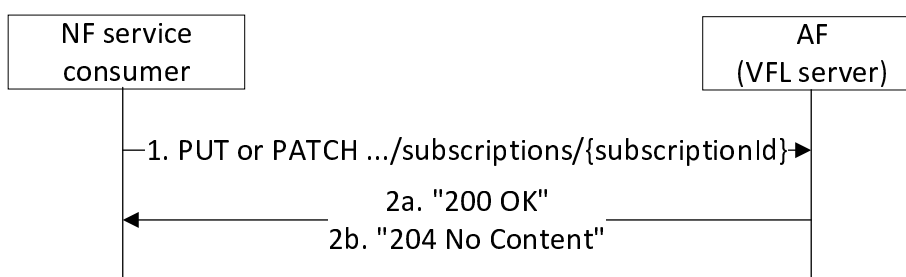 NF service
consumer
AF
(VFL server)
1. PUT or PATCH .../subscriptions/{subscriptionId}
2a. "200 OK"
2b. "204 No Content"